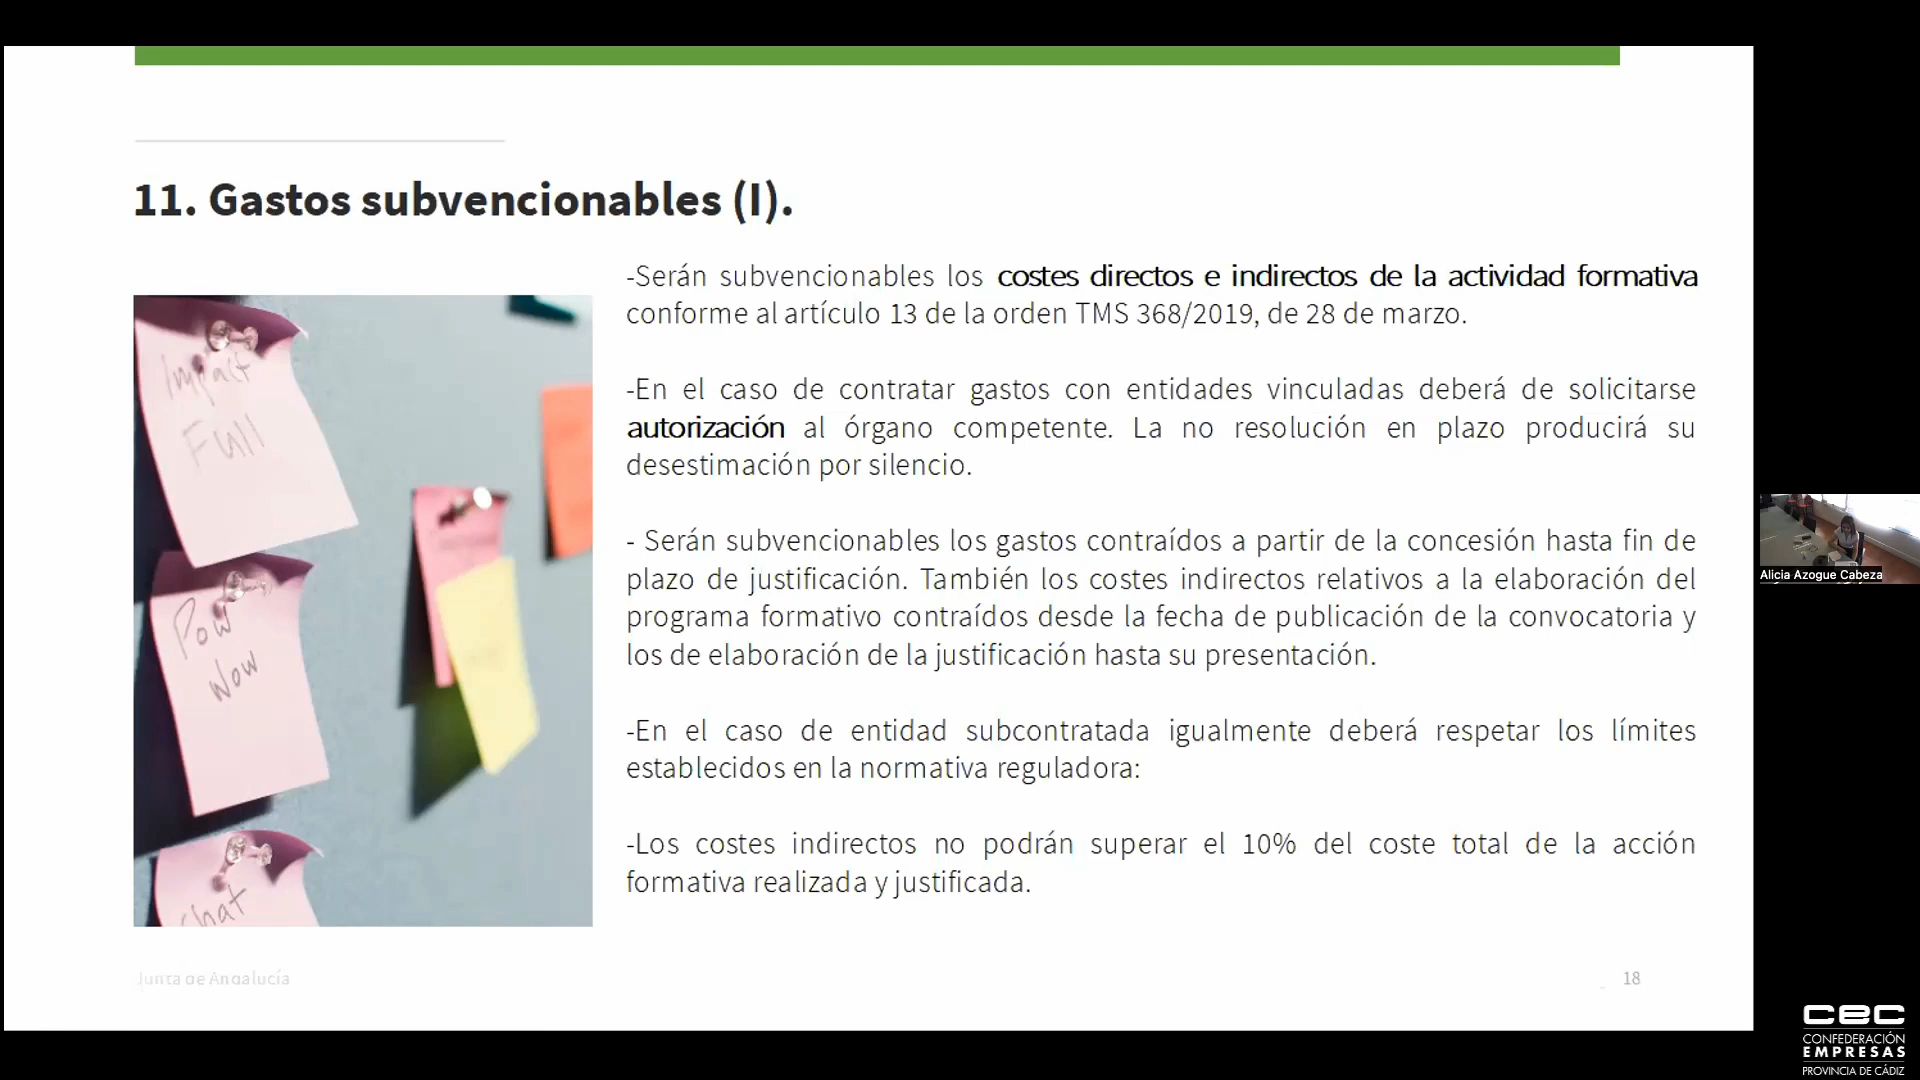 11. Gastos subvencionables (I).
-Serán subvencionables los costes directos e indirectos de la actividad formativa
conforme al artículo 13 de la orden TMS 368/2019, de 28 de marzo.
-En el caso de contratar gastos con entidades vinculadas deberá de solicitarse
autorización al órgano competente. La no resolución en plazo producirá su
desestimación por silencio.
- Serán subvencionables los gastos contraídos a partir de la concesión hasta fin de
plazo de justificación. También los costes indirectos relativos a la elaboración del
programa formativo contraídos desde la fecha de publicación de la convocatoria y
los de elaboración de la justificación hasta su presentación.
-En el caso de entidad subcontratada igualmente deberá respetar los límites
establecidos en la normativa reguladora:
-Los costes indirectos no podrán superar el 10% del coste total de la acción
formativa realizada y justificada.
Impact
Full
Pow
Wow
Chat
Junta de Andalucía
18
Alicia Azogue Cabeza
cec
CONFEDERACIÓN
EMPRESAS
PROVINCIA DE CÁDIZ